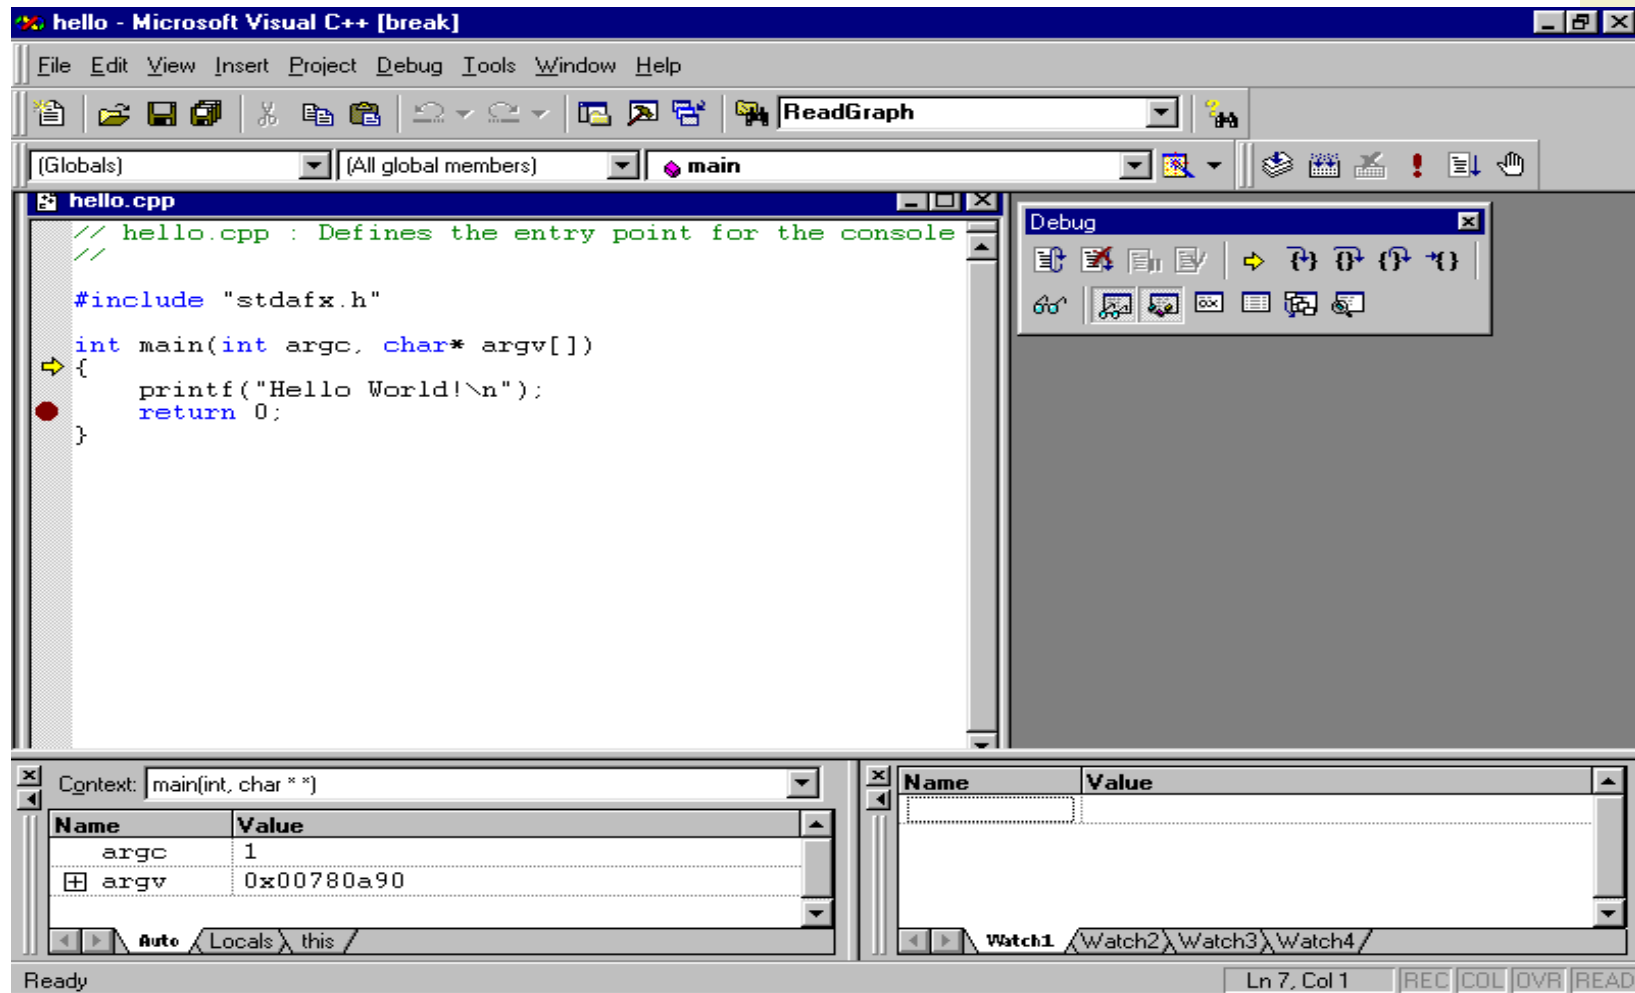 hello - Microsoft Visual C++ [break]
File Edit View Insert Project Debug Tools Window Help
ReadGraph
(Globals) (All global members) main
hello.cpp
// hello.cpp : Defines the entry point for the console
//
#include "stdafx.h"
int main(int argc, char* argv[])
{
printf("Hello World!\n");
return 0;
}
Debug
Context: main(int, char * *)
Name Value
argc 1
argv 0x00780a90
Auto Locals this
Name Value
Watch1 Watch2 Watch3 Watch4
Ready Ln 7, Col 1 REC COL OVR READ